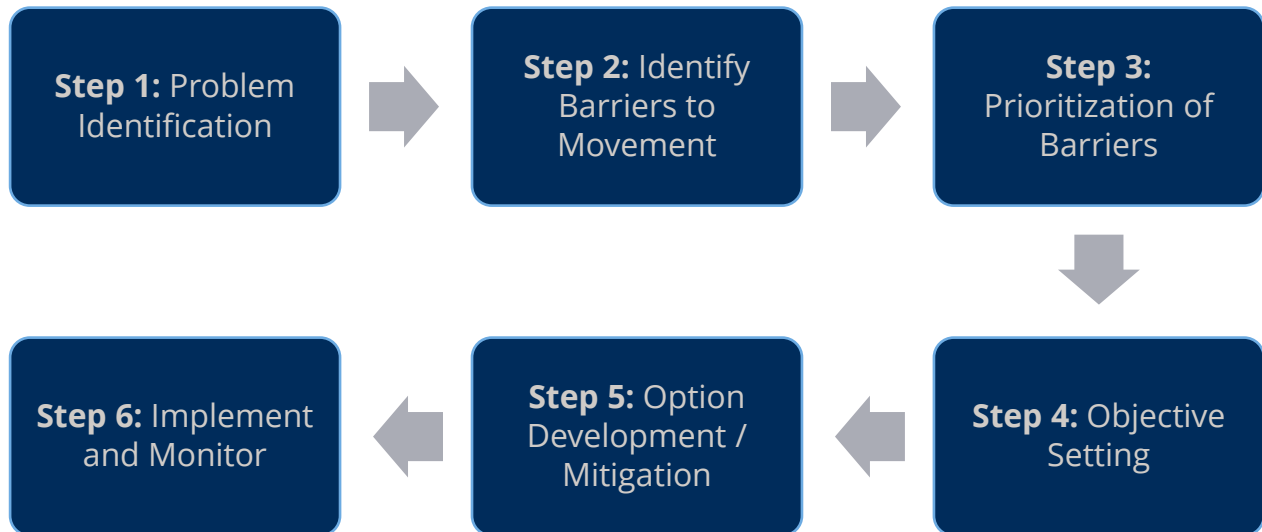 Step 1: Problem
Identification
Step 2: Identify
Barriers to
Movement
Step 3:
Prioritization of
Barriers
Step 4: Objective
Setting
Step 5: Option
Development /
Mitigation
Step 6: Implement
and Monitor